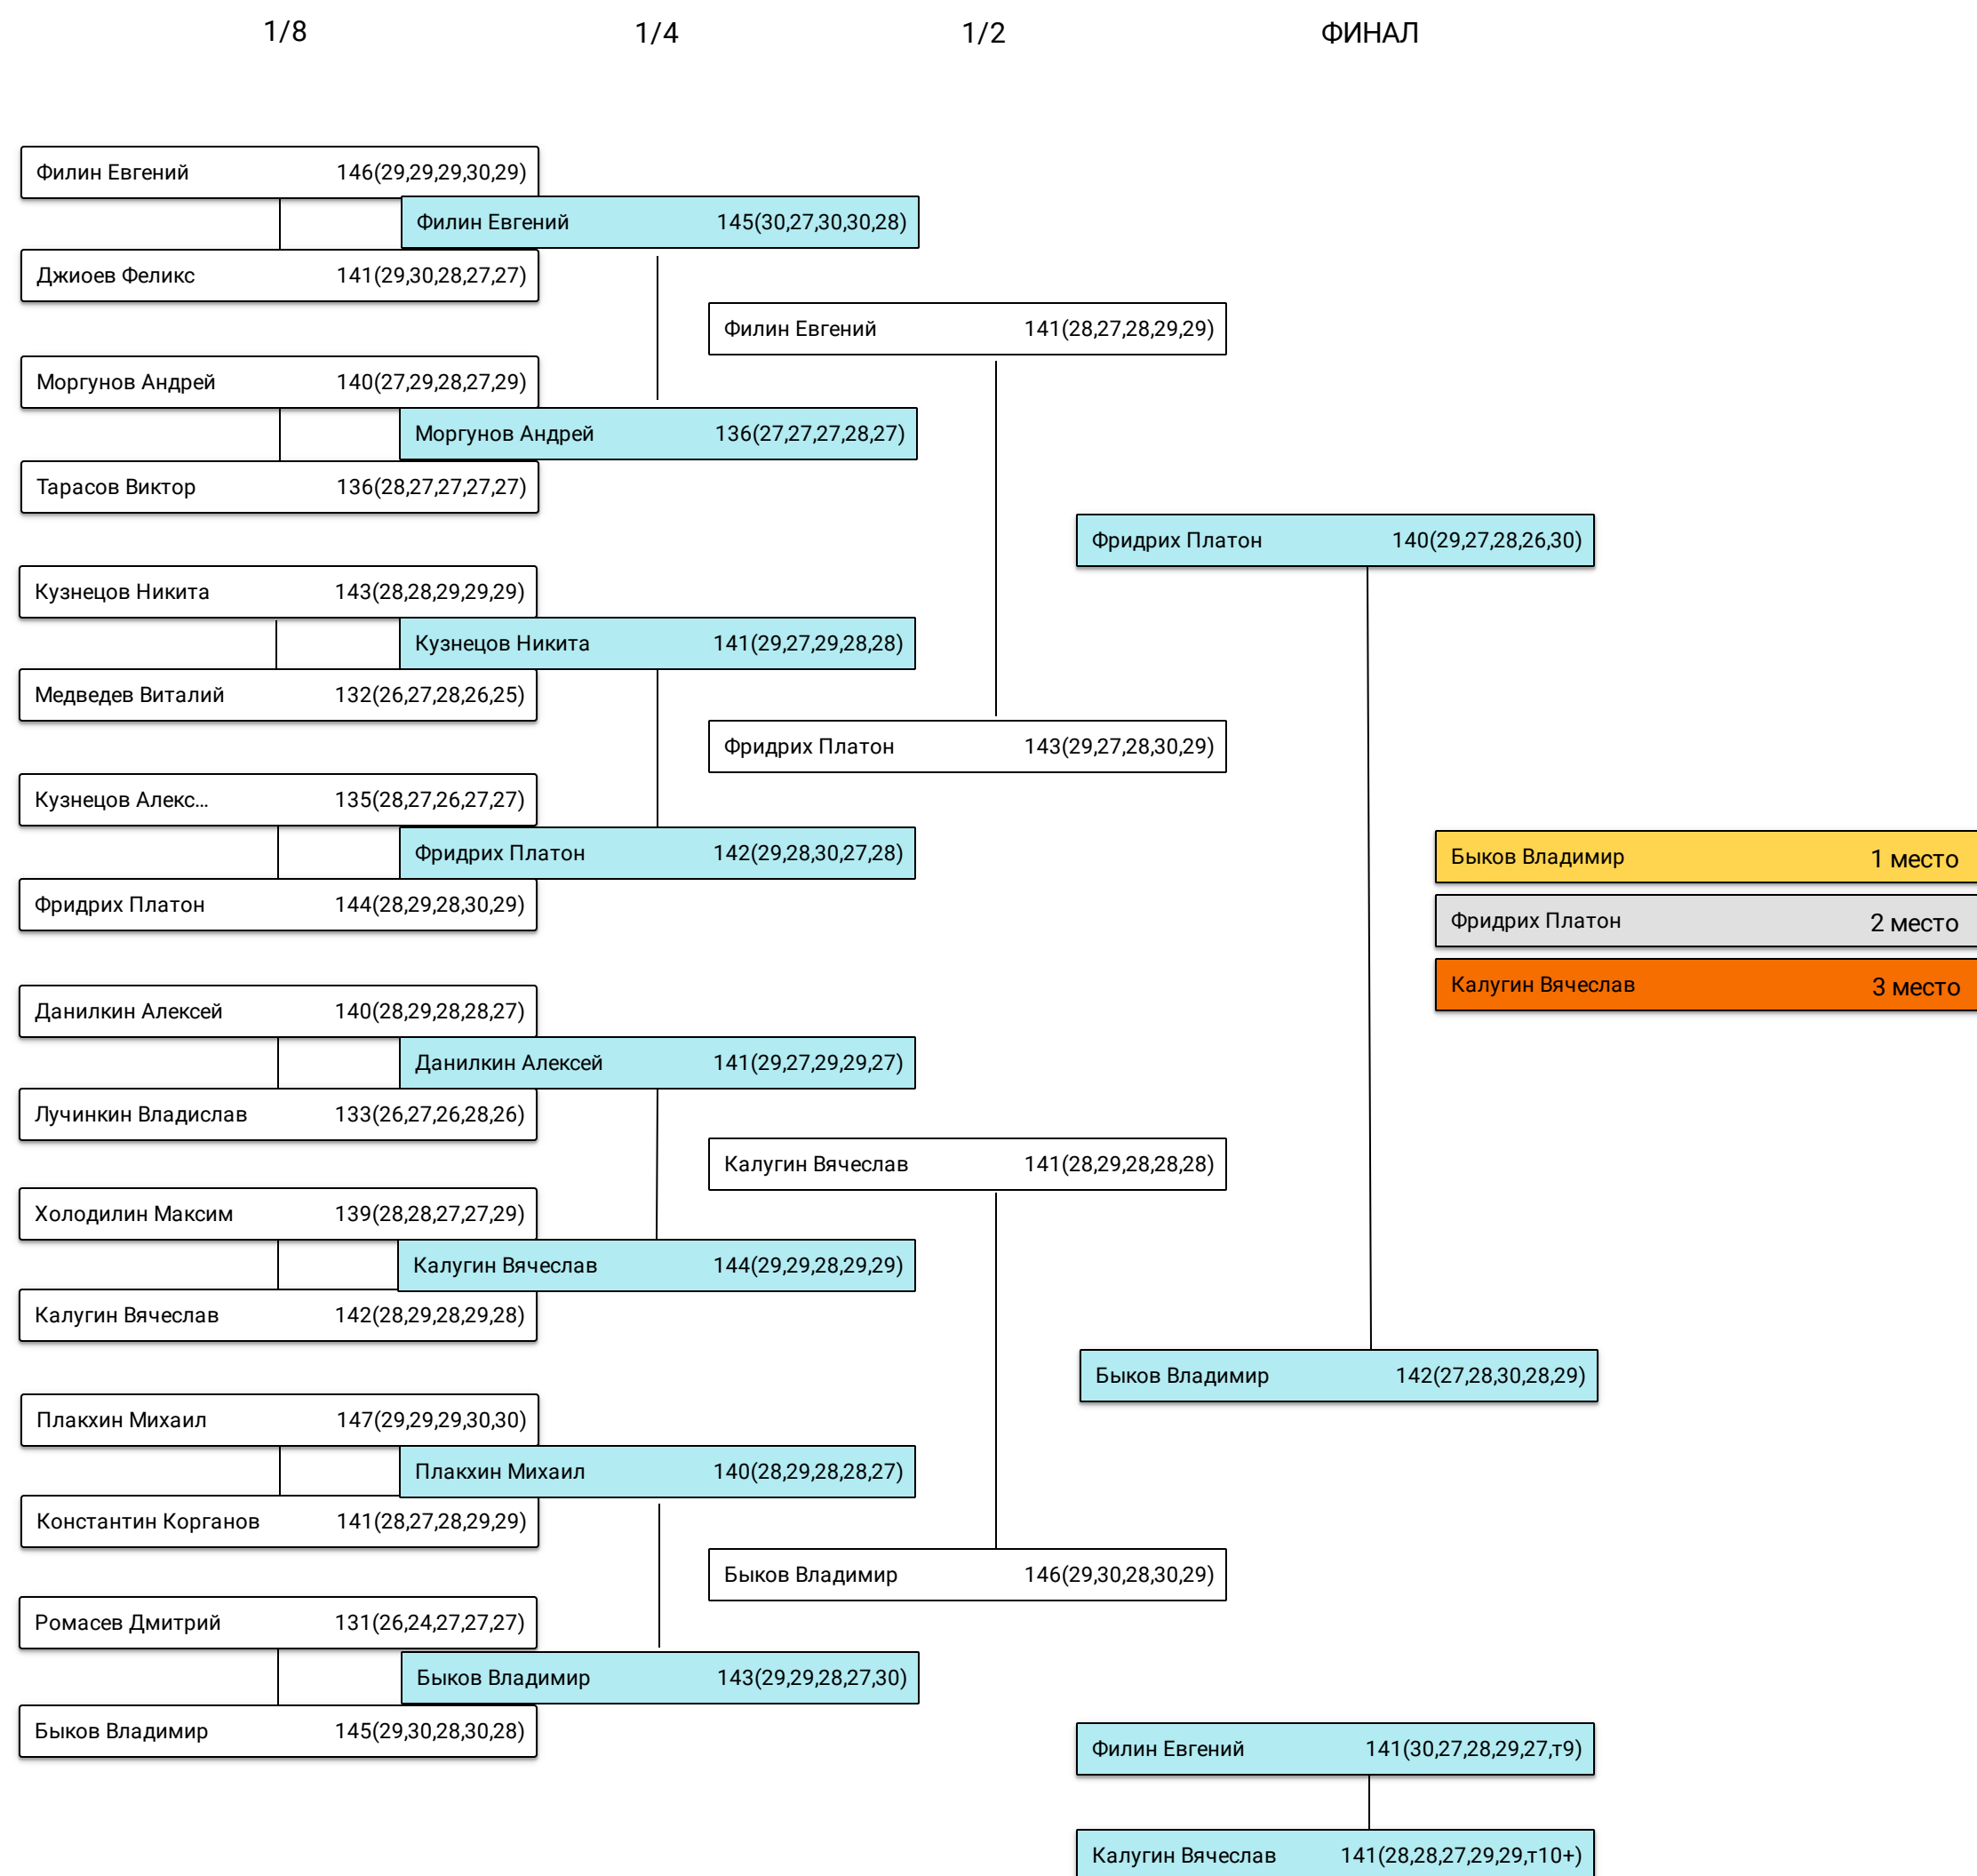 1/8 1/4 1/2 ФИНАЛ
Филин Евгений 146(29,29,29,30,29)
Филин Евгений 145(30,27,30,30,28)
Джиоев Феликс 141(29,30,28,27,27)
Филин Евгений 141(28,27,28,29,29)
Моргунов Андрей 140(27,29,28,27,29)
Моргунов Андрей 136(27,27,27,28,27)
Тарасов Виктор 136(28,27,27,27,27)
Фридрих Платон 140(29,27,28,26,30)
Кузнецов Никита 143(28,28,29,29,29)
Кузнецов Никита 141(29,27,29,28,28)
Медведев Виталий 132(26,27,28,26,25)
Фридрих Платон 143(29,27,28,30,29)
Кузнецов Алекс... 135(28,27,26,27,27)
Фридрих Платон 142(29,28,30,27,28)
Быков Владимир 1 место
Фридрих Платон 144(28,29,28,30,29)
Фридрих Платон 2 место
Калугин Вячеслав 3 место
Данилкин Алексей 140(28,29,28,28,27)
Данилкин Алексей 141(29,27,29,29,27)
Лучинкин Владислав 133(26,27,26,28,26)
Калугин Вячеслав 141(28,29,28,28,28)
Холодилин Максим 139(28,28,27,27,29)
Калугин Вячеслав 144(29,29,28,29,29)
Калугин Вячеслав 142(28,29,28,29,28)
Быков Владимир 142(27,28,30,28,29)
Плакхин Михаил 147(29,29,29,30,30)
Плакхин Михаил 140(28,29,28,28,27)
Константин Корганов 141(28,27,28,29,29)
Быков Владимир 146(29,30,28,30,29)
Ромасев Дмитрий 131(26,24,27,27,27)
Быков Владимир 143(29,29,28,27,30)
Быков Владимир 145(29,30,28,30,28)
Филин Евгений 141(30,27,28,29,27,т9)
Калугин Вячеслав 141(28,28,27,29,29,т10+)